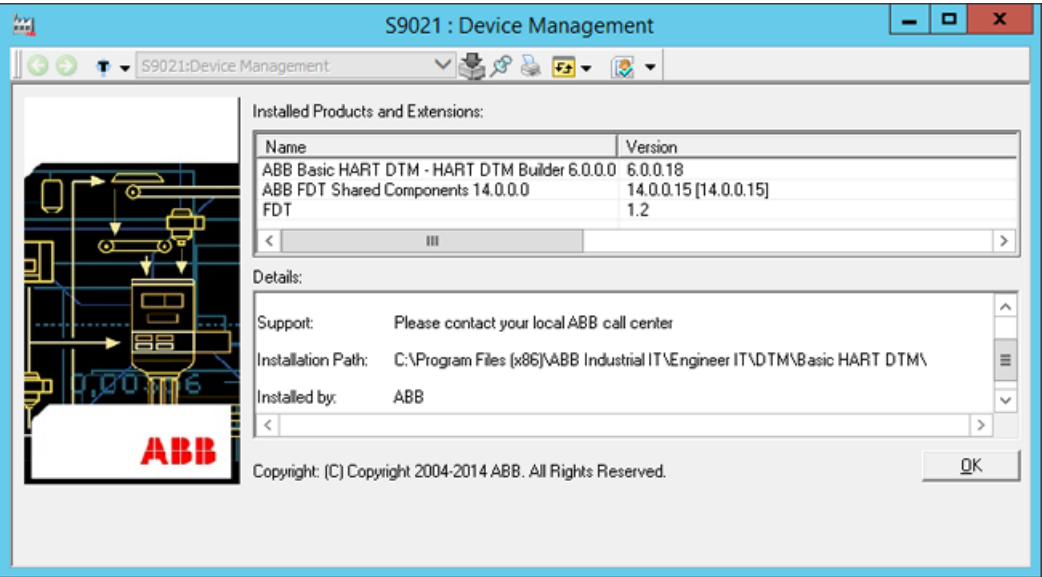 S9021 : Device Management
S9021:Device Management
Installed Products and Extensions:
Name Version
ABB Basic HART DTM - HART DTM Builder 6.0.0.0 6.0.0.18
ABB FDT Shared Components 14.0.0.0 14.0.0.15 [14.0.0.15]
FDT 1.2
Details:
Support: Please contact your local ABB call center
Installation Path: C:\Program Files (x86)\ABB Industrial IT\Engineer IT\DTM\Basic HART DTM\
Installed by: ABB
ABB
Copyright: (C) Copyright 2004-2014 ABB. All Rights Reserved.
OK